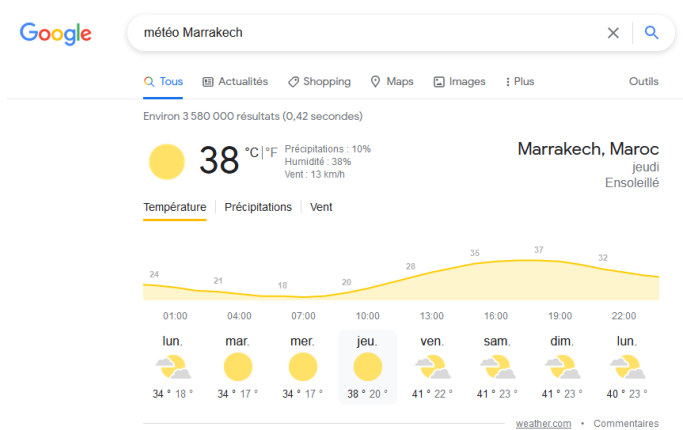 Google météo Marrakech
Tous Actualités Shopping Maps Images Plus Outils
Environ 3 580 000 résultats (0,42 secondes)
38 °C|°F
Précipitations : 10%
Humidité : 38%
Vent : 13 km/h
Marrakech, Maroc
jeudi
Ensoleillé
Température Précipitations Vent
24 21 18 20 28 35 37 32
01:00 04:00 07:00 10:00 13:00 16:00 19:00 22:00
lun. mar. mer. jeu. ven. sam. dim. lun.
34 ° 18 ° 34 ° 17 ° 34 ° 17 ° 38 ° 20 ° 41 ° 22 ° 41 ° 23 ° 41 ° 23 ° 40 ° 23 °
weather.com • Commentaires